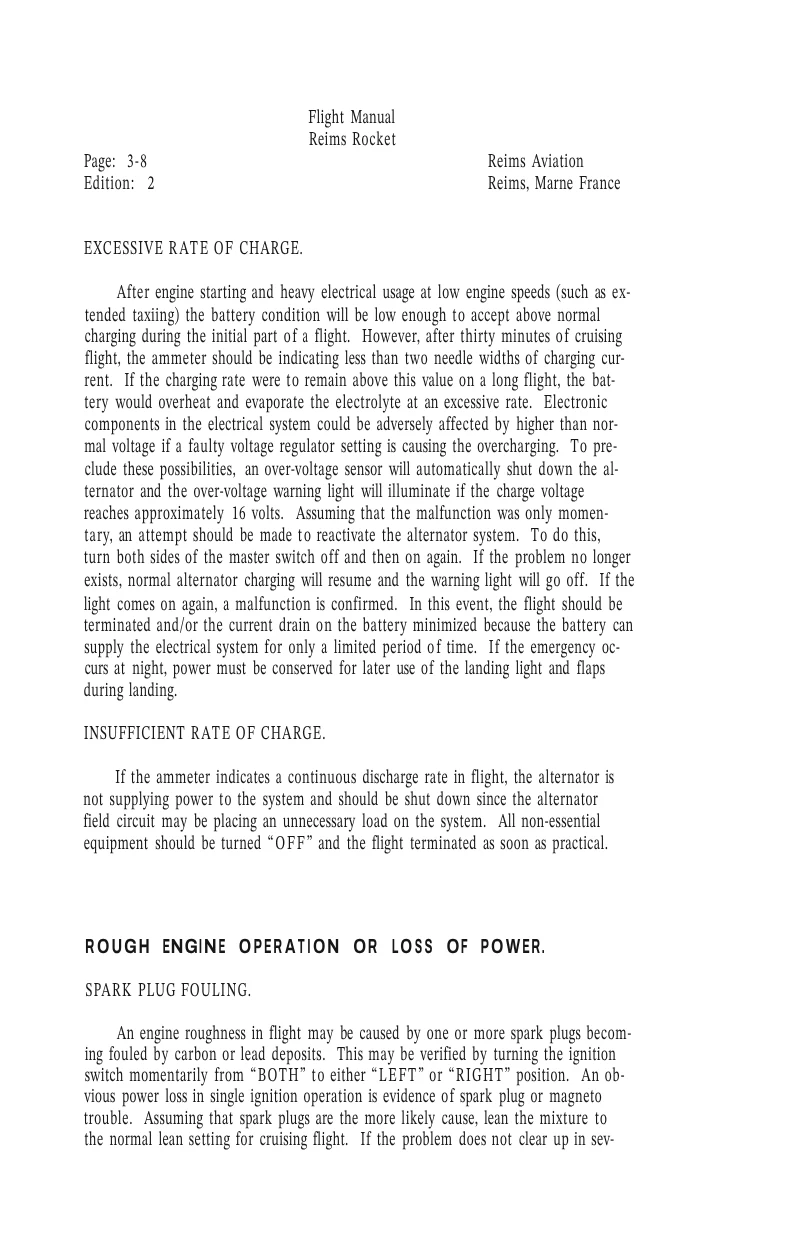 Flight Manual
Reims Rocket
Page: 3-8 Reims Aviation
Edition: 2 Reims, Marne France
EXCESSIVE RATE OF CHARGE.
After engine starting and heavy electrical usage at low engine speeds (such as ex-
tended taxiing) the battery condition will be low enough to accept above normal
charging during the initial part of a flight. However, after thirty minutes of cruising
flight, the ammeter should be indicating less than two needle widths of charging cur-
rent. If the charging rate were to remain above this value on a long flight, the bat-
tery would overheat and evaporate the electrolyte at an excessive rate. Electronic
components in the electrical system could be adversely affected by higher than nor-
mal voltage if a faulty voltage regulator setting is causing the overcharging. To pre-
clude these possibilities, an over-voltage sensor will automatically shut down the al-
ternator and the over-voltage warning light will illuminate if the charge voltage
reaches approximately 16 volts. Assuming that the malfunction was only momen-
tary, an attempt should be made to reactivate the alternator system. To do this,
turn both sides of the master switch off and then on again. If the problem no longer
exists, normal alternator charging will resume and the warning light will go off. If the
light comes on again, a malfunction is confirmed. In this event, the flight should be
terminated and/or the current drain on the battery minimized because the battery can
supply the electrical system for only a limited period of time. If the emergency oc-
curs at night, power must be conserved for later use of the landing light and flaps
during landing.
INSUFFICIENT RATE OF CHARGE.
If the ammeter indicates a continuous discharge rate in flight, the alternator is
not supplying power to the system and should be shut down since the alternator
field circuit may be placing an unnecessary load on the system. All non-essential
equipment should be turned “OFF” and the flight terminated as soon as practical.
ROUGH ENGINE OPERATION OR LOSS OF POWER.
SPARK PLUG FOULING.
An engine roughness in flight may be caused by one or more spark plugs becom-
ing fouled by carbon or lead deposits. This may be verified by turning the ignition
switch momentarily from “BOTH” to either “LEFT” or “RIGHT” position. An ob-
vious power loss in single ignition operation is evidence of spark plug or magneto
trouble. Assuming that spark plugs are the more likely cause, lean the mixture to
the normal lean setting for cruising flight. If the problem does not clear up in sev-